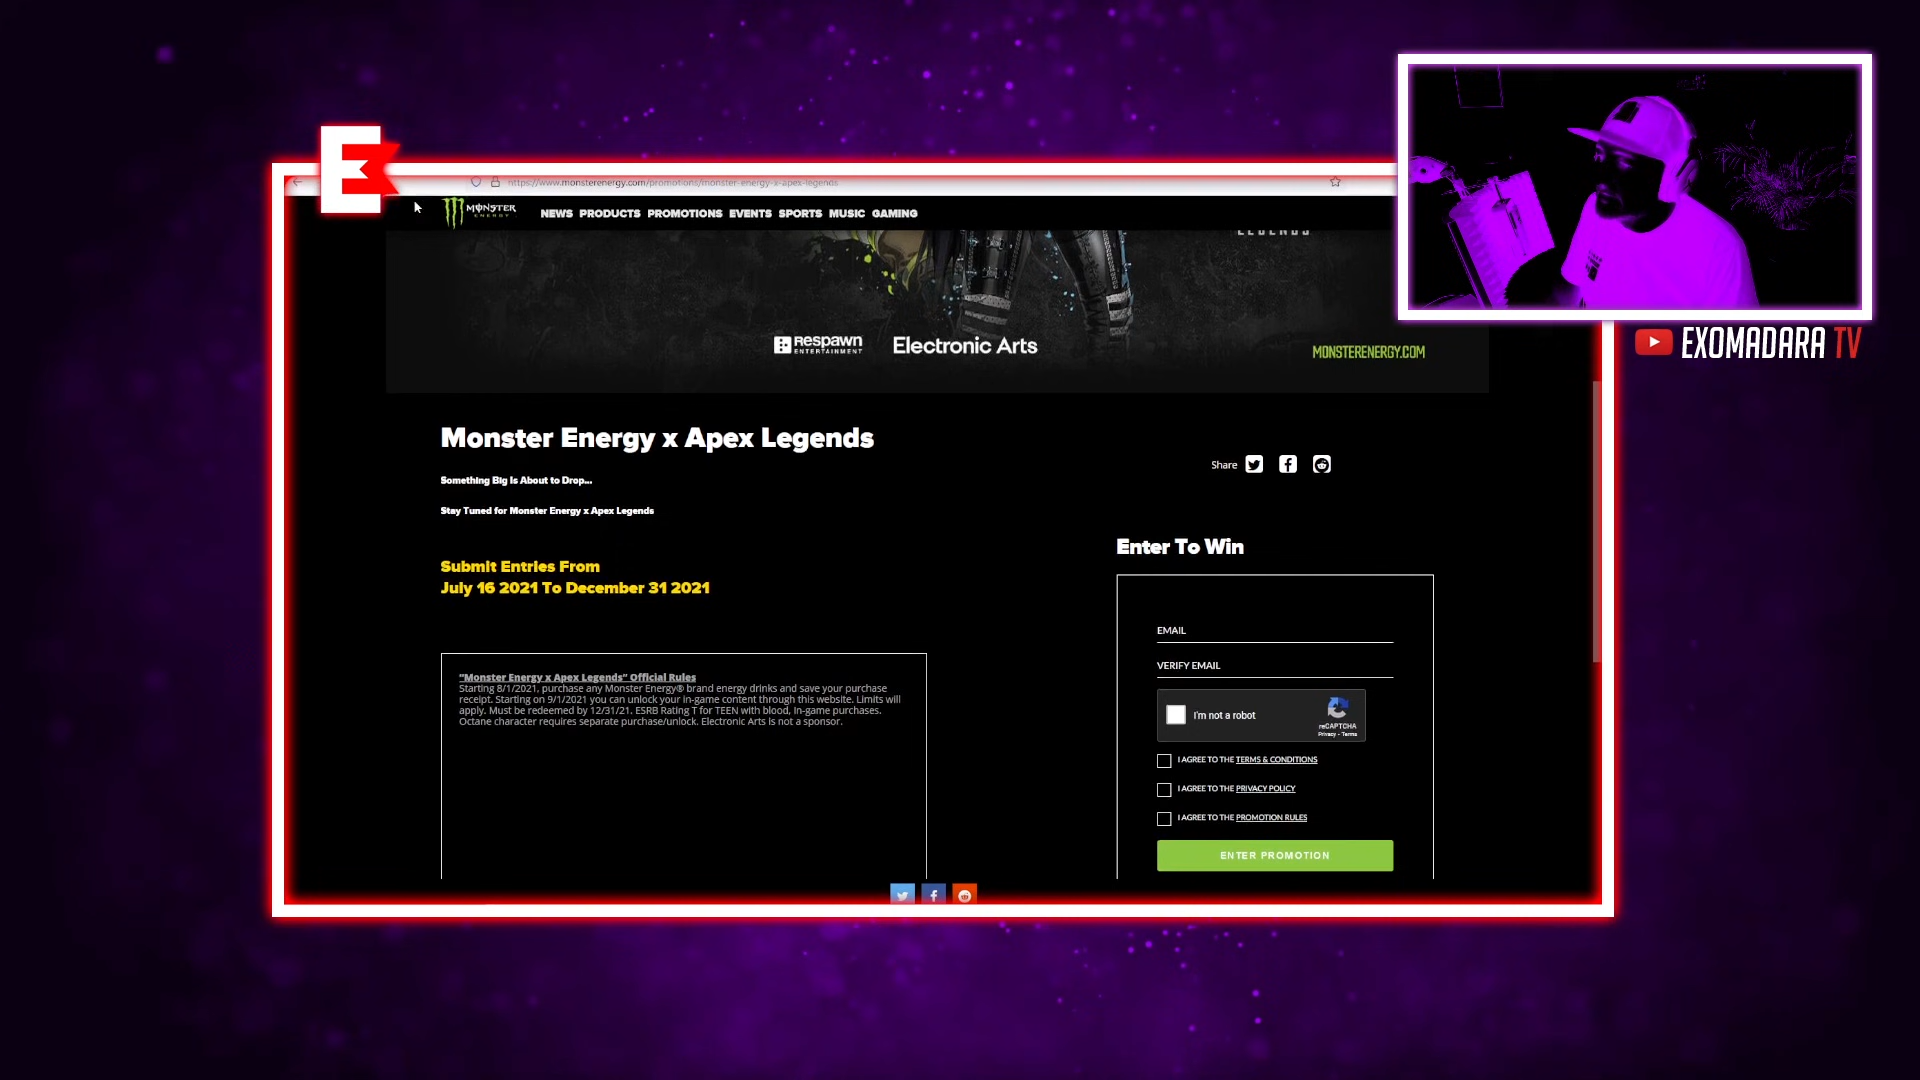 https://www.monsterenergy.com/promotions/monster-energy-x-apex-legends
MONSTER
ENERGY
NEWS PRODUCTS PROMOTIONS EVENTS SPORTS MUSIC GAMING
LEGENDS
Respawn
ENTERTAINMENT
Electronic Arts
MONSTERENERGY.COM
EXOMADARA TV
Monster Energy x Apex Legends
Share
Something Big Is About to Drop...
Stay Tuned for Monster Energy x Apex Legends
Submit Entries From
July 16 2021 To December 31 2021
"Monster Energy x Apex Legends" Official Rules
Starting 8/1/2021, purchase any Monster Energy® brand energy drinks and save your purchase
receipt. Starting on 9/1/2021 you can unlock your in-game content through this website. Limits will
apply. Must be redeemed by 12/31/21. ESRB Rating T for TEEN with blood, In-game purchases.
Octane character requires separate purchase/unlock. Electronic Arts is not a sponsor.
Enter To Win
EMAIL
VERIFY EMAIL
I'm not a robot
reCAPTCHA
Privacy - Terms
I AGREE TO THE TERMS & CONDITIONS
I AGREE TO THE PRIVACY POLICY
I AGREE TO THE PROMOTION RULES
ENTER PROMOTION